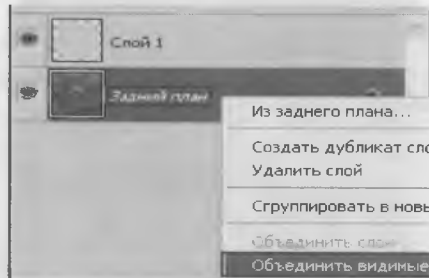 Слой 1
Задний план
Из заднего плана...
Создать дубликат сло
Удалить слой
Сгруппировать в новы
Объединить слои
Объединить видимые